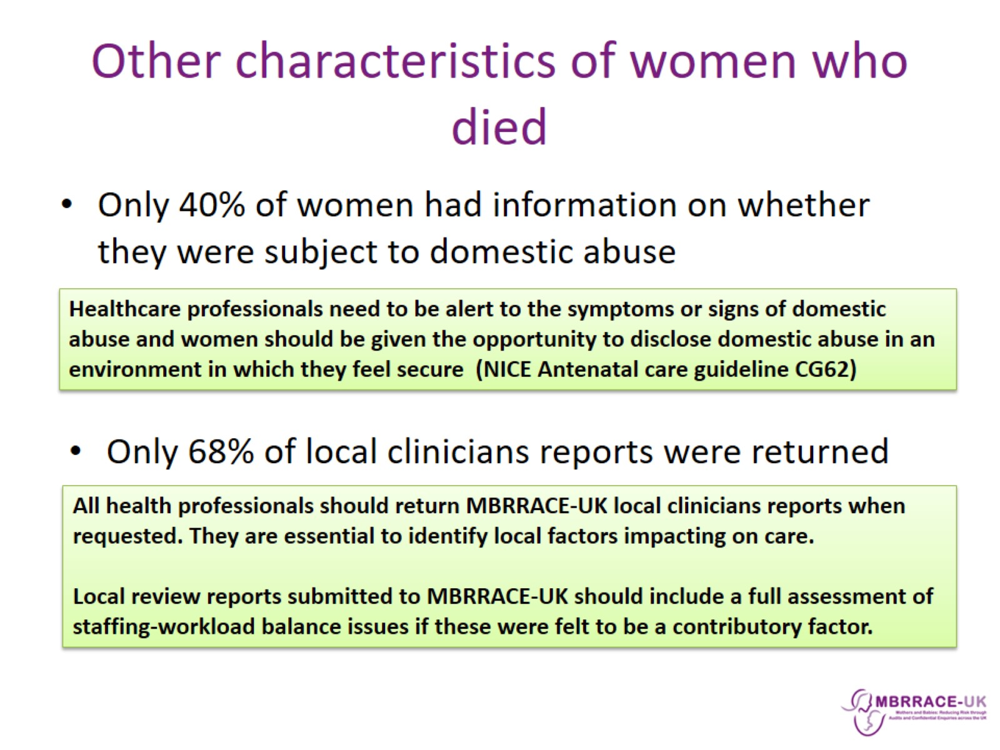 Other characteristics of women who
died
• Only 40% of women had information on whether
they were subject to domestic abuse
Healthcare professionals need to be alert to the symptoms or signs of domestic
abuse and women should be given the opportunity to disclose domestic abuse in an
environment in which they feel secure  (NICE Antenatal care guideline CG62)
• Only 68% of local clinicians reports were returned
All health professionals should return MBRRACE-UK local clinicians reports when
requested. They are essential to identify local factors impacting on care.
Local review reports submitted to MBRRACE-UK should include a full assessment of
staffing-workload balance issues if these were felt to be a contributory factor.
MBRRACE-UK
Mothers and Babies: Reducing Risk through
Audits and Confidential Enquiries across the UK